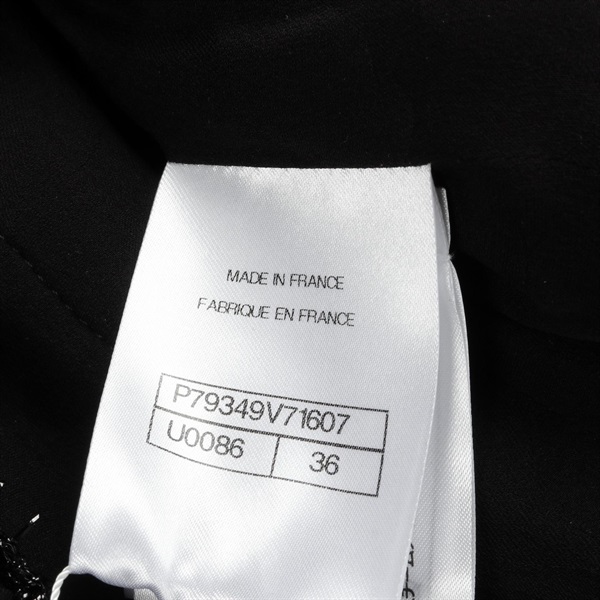 MADE IN FRANCE
FABRIQUE EN FRANCE
P79349V71607
U0086 36